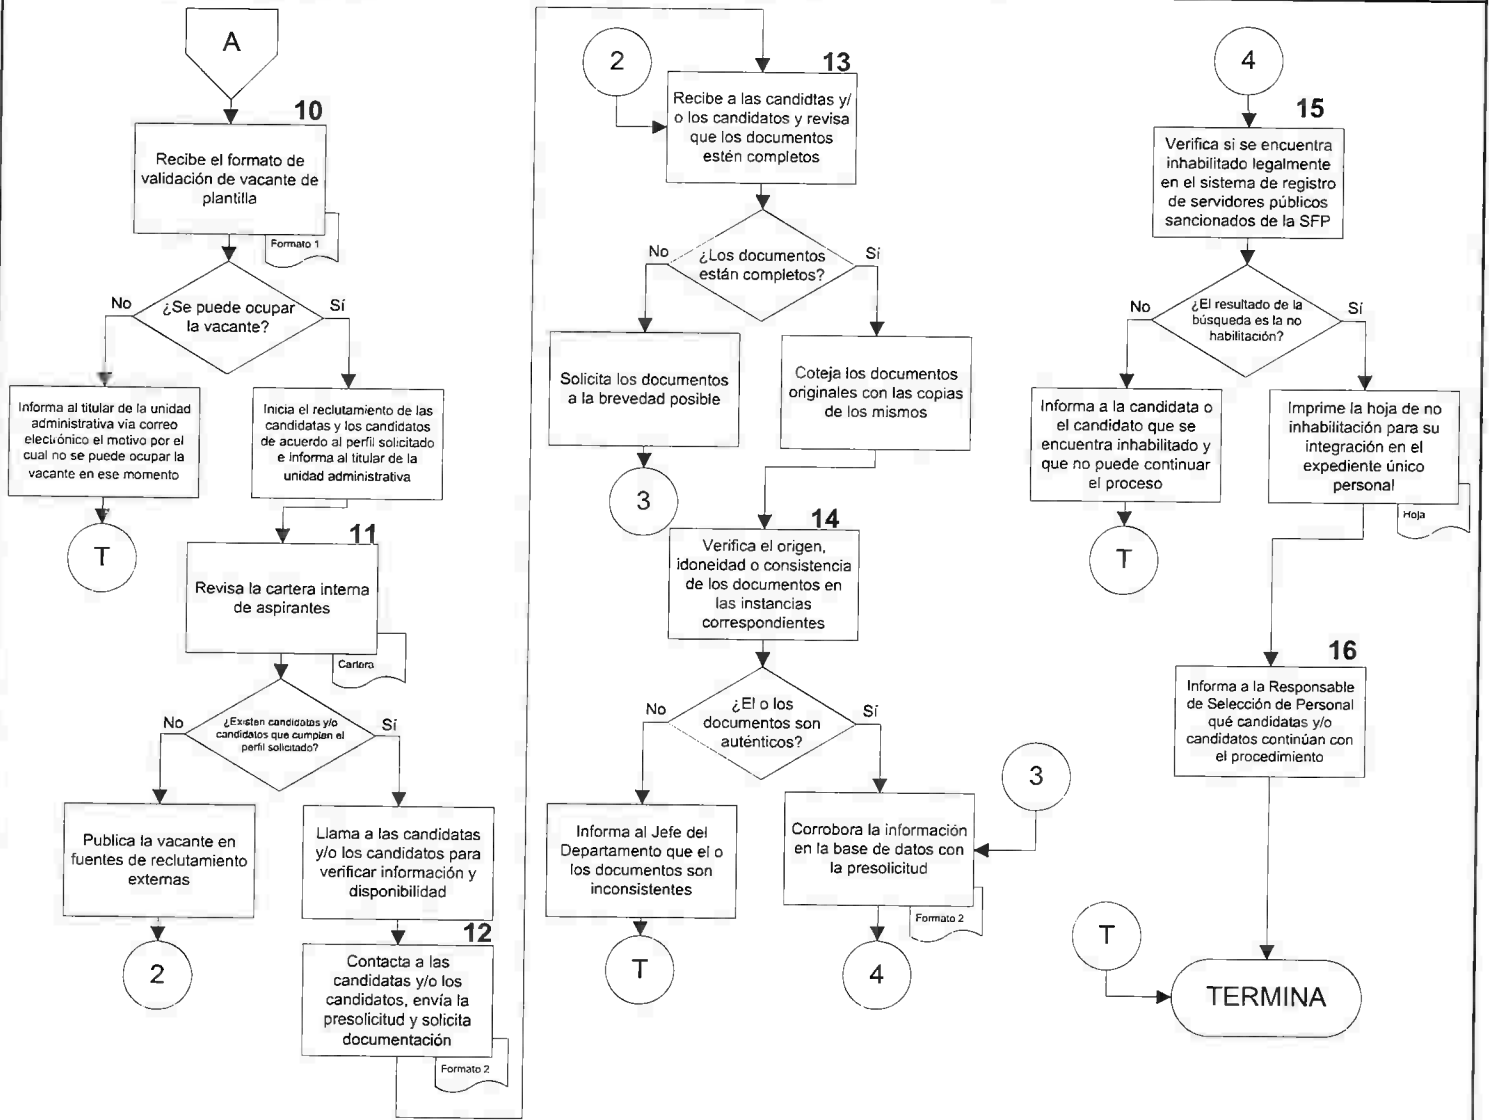 A
10
Recibe el formato de
validación de vacante de
plantilla
Formato 1
¿Se puede ocupar
la vacante?
No
Sí
Informa al titular de la unidad
administrativa vía correo
electrónico el motivo por el
cual no se puede ocupar la
vacante en ese momento
T
Inicia el reclutamiento de las
candidatas y los candidatos
de acuerdo al perfil solicitado
e informa al titular de la
unidad administrativa
11
Revisa la cartera interna
de aspirantes
Cartera
¿Existen candidatas y/o
candidatos que cumplan el
perfil solicitado?
No
Sí
Publica la vacante en
fuentes de reclutamiento
externas
2
Llama a las candidatas
y/o los candidatos para
verificar información y
disponibilidad
12
Contacta a las
candidatas y/o los
candidatos, envía la
presolicitud y solicita
documentación
Formato 2
2
13
Recibe a las candidtas y/
o los candidatos y revisa
que los documentos
estén completos
¿Los documentos
están completos?
No
Sí
Solicita los documentos
a la brevedad posible
3
Coteja los documentos
originales con las copias
de los mismos
14
Verifica el origen,
idoneidad o consistencia
de los documentos en
las instancias
correspondientes
¿El o los
documentos son
auténticos?
No
Sí
Informa al Jefe del
Departamento que el o
los documentos son
inconsistentes
T
3
Corrobora la información
en la base de datos con
la presolicitud
Formato 2
4
4
15
Verifica si se encuentra
inhabilitado legalmente
en el sistema de registro
de servidores públicos
sancionados de la SFP
¿El resultado de la
búsqueda es la no
habilitación?
No
Sí
Informa a la candidata o
el candidato que se
encuentra inhabilitado y
que no puede continuar
el proceso
T
Imprime la hoja de no
inhabilitación para su
integración en el
expediente único
personal
Hoja
16
Informa a la Responsable
de Selección de Personal
qué candidatas y/o
candidatos continúan con
el procedimiento
T
TERMINA